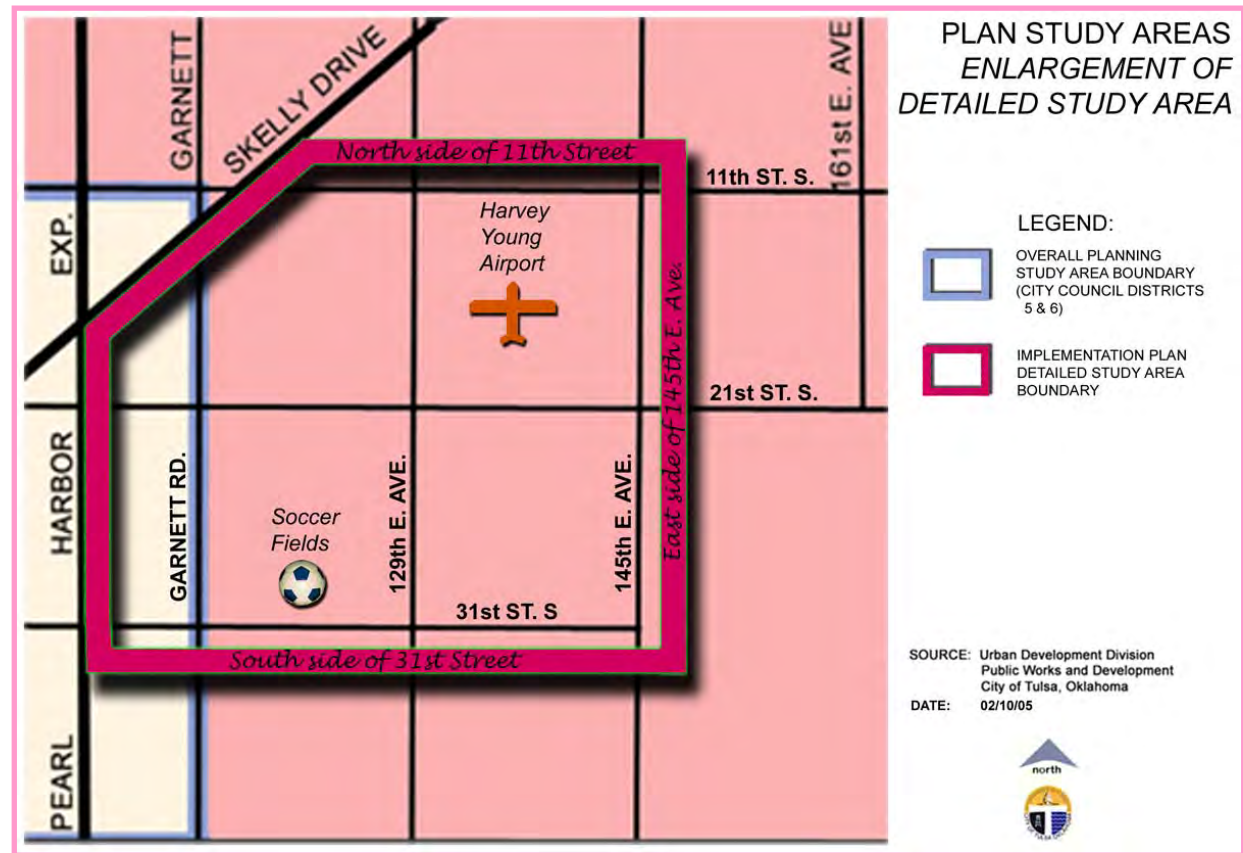 PLAN STUDY AREAS
ENLARGEMENT OF
DETAILED STUDY AREA
GARNETT
SKELLY DRIVE
161st E. AVE
North side of 11th Street
11th ST. S.
EXP.
Harvey
Young
Airport
East side of 145th E. Ave.
21st ST. S.
HARBOR
GARNETT RD.
Soccer
Fields
129th E. AVE.
145th E. AVE.
31st ST. S
South side of 31st Street
PEARL
LEGEND:
OVERALL PLANNING
STUDY AREA BOUNDARY
(CITY COUNCIL DISTRICTS
5 & 6)
IMPLEMENTATION PLAN
DETAILED STUDY AREA
BOUNDARY
SOURCE: Urban Development Division
Public Works and Development
City of Tulsa, Oklahoma
DATE: 02/10/05
north